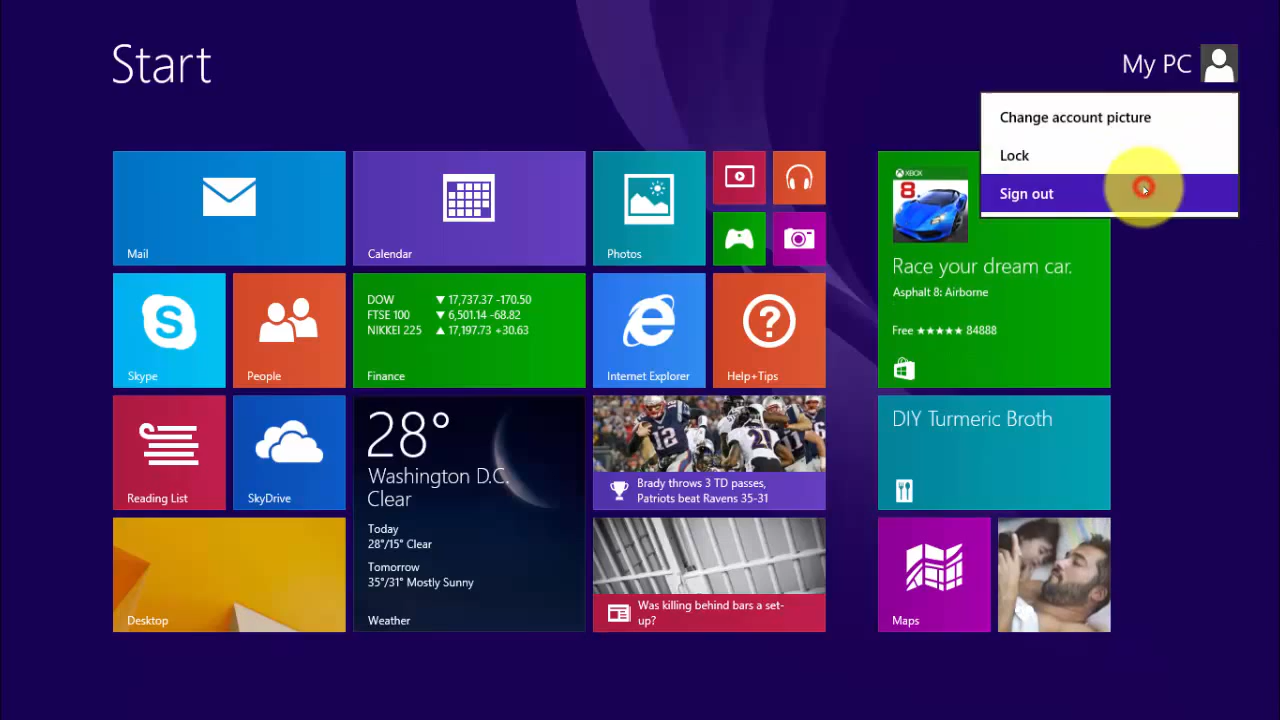 Start
My PC
Change account picture
Lock
Sign out
Mail
Calendar
Photos
XBOX
8.
Race your dream car.
Asphalt 8: Airborne
Free ★★★★★ 84888
Skype
People
DOW ▼ 17,737.37 -170.50
FTSE 100 ▼ 6,501.14 -68.82
NIKKEI 225 ▲ 17,197.73 +30.63
Finance
Internet Explorer
Help+Tips
Reading List
SkyDrive
28°
Washington D.C.
Clear
Today
28°/15° Clear
Tomorrow
35°/31° Mostly Sunny
Weather
12
21
Brady throws 3 TD passes,
Patriots beat Ravens 35-31
DIY Turmeric Broth
Desktop
Was killing behind bars a set-
up?
Maps